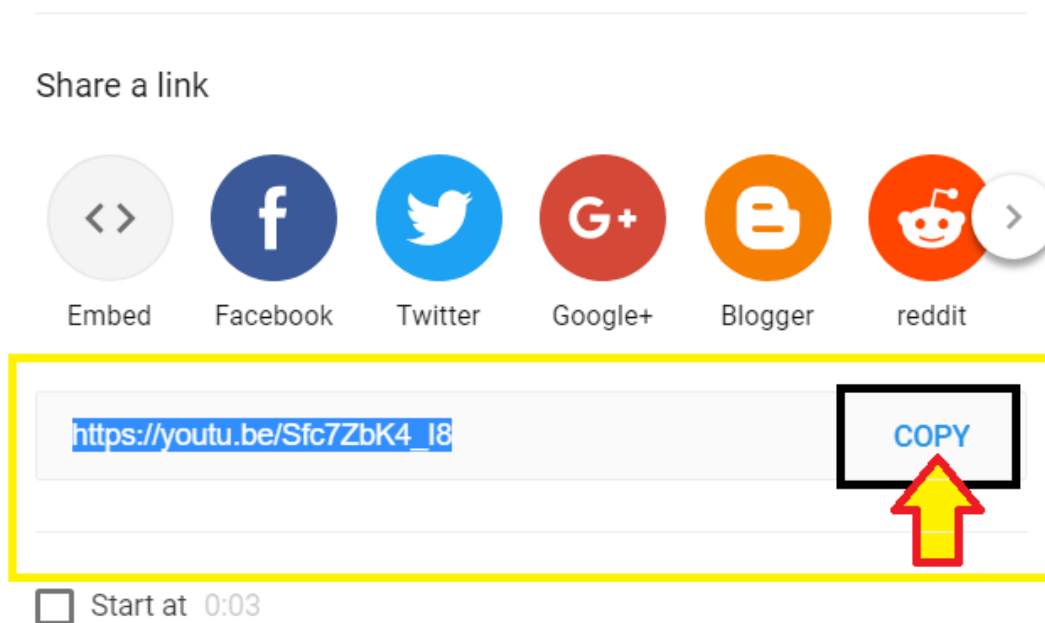 Share a link
Embed Facebook Twitter Google+ Blogger reddit
https://youtu.be/Sfc7ZbK4_I8 COPY
Start at 0:03